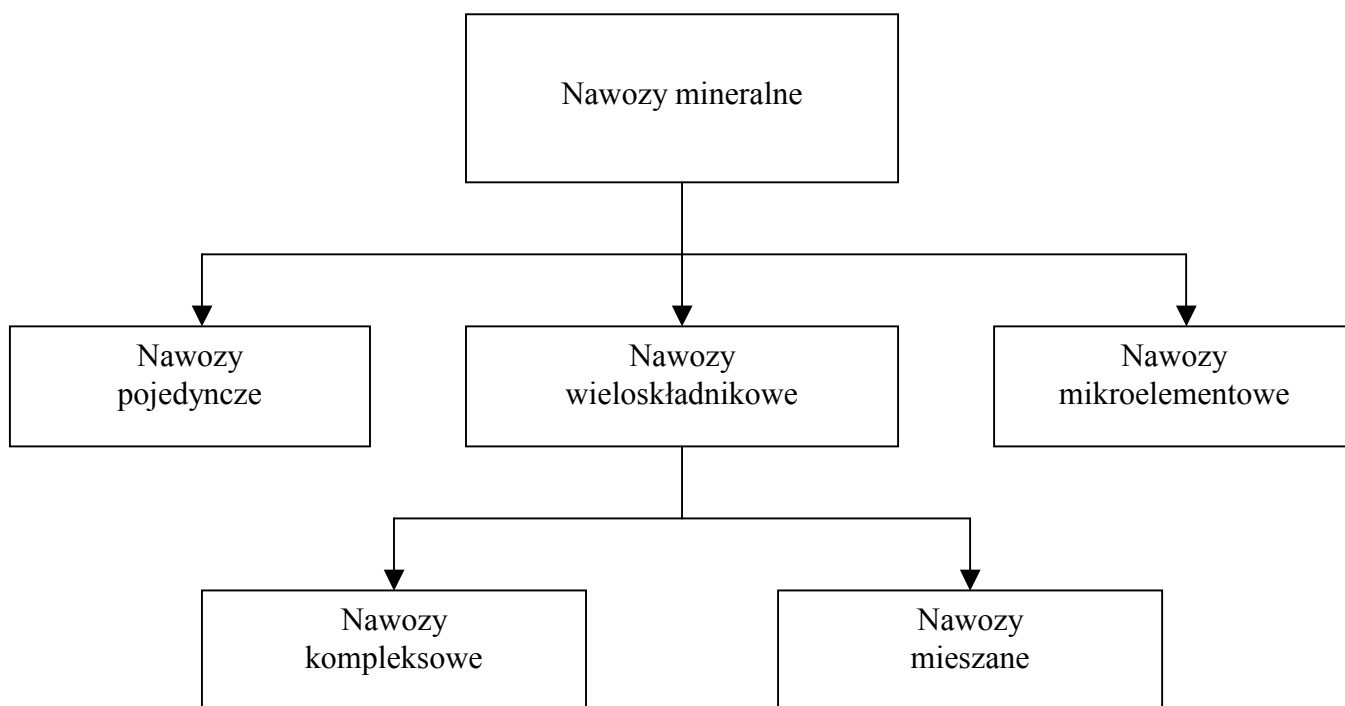 Nawozy mineralne
Nawozy
pojedyncze
Nawozy
wieloskładnikowe
Nawozy
mikroelementowe
Nawozy
kompleksowe
Nawozy
mieszane